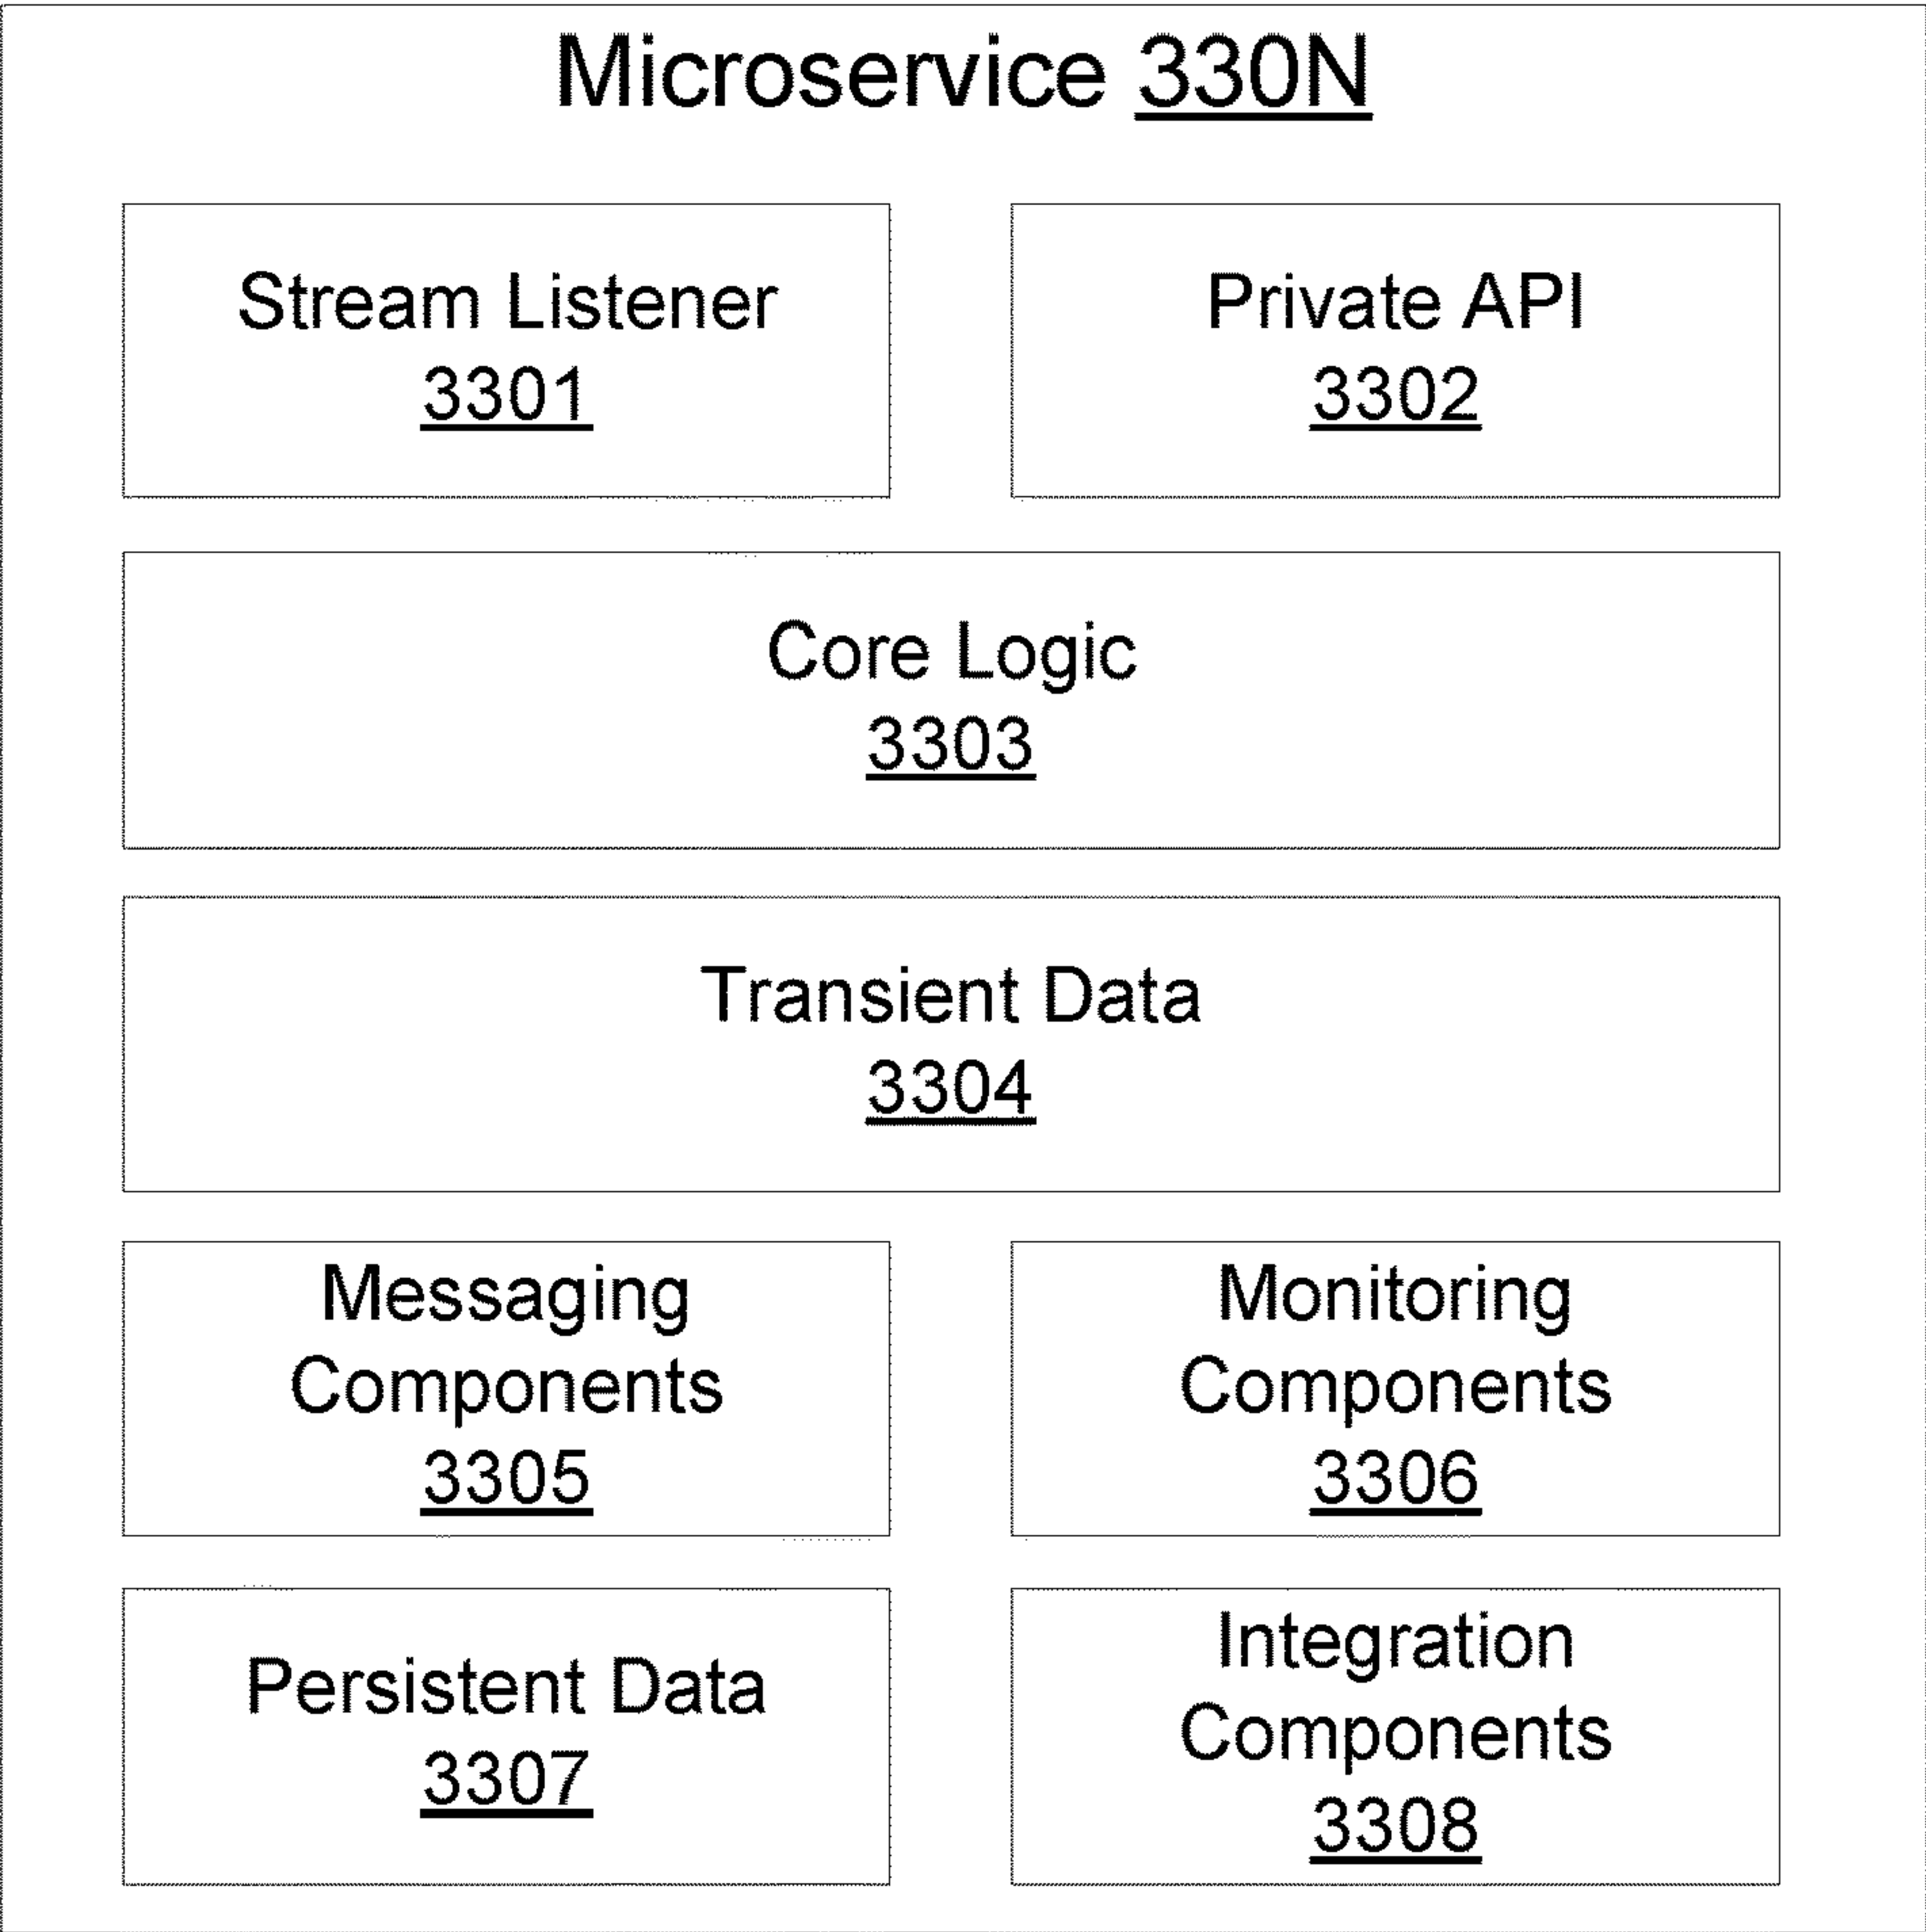 Microservice 330N
Stream Listener
3301
Private API
3302
Core Logic
3303
Transient Data
3304
Messaging
Components
3305
Monitoring
Components
3306
Persistent Data
3307
Integration
Components
3308